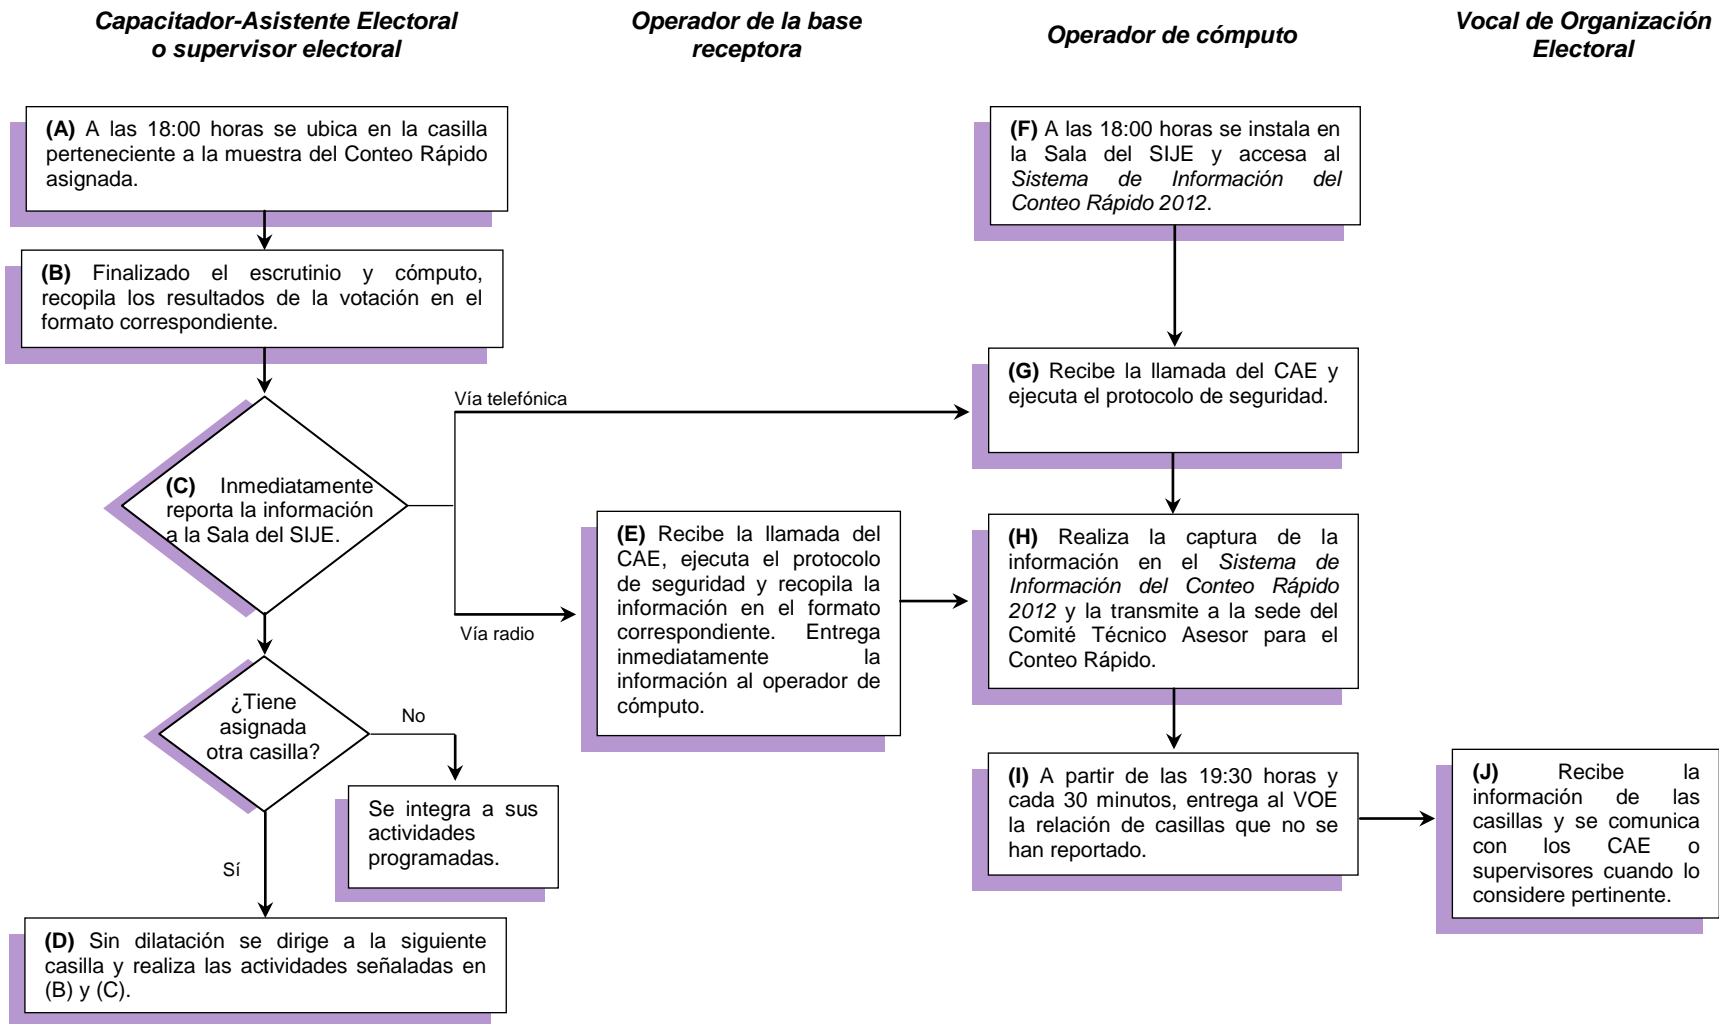 Capacitador-Asistente Electoral
o supervisor electoral
Operador de la base
receptora
Operador de cómputo
Vocal de Organización
Electoral
(A) A las 18:00 horas se ubica en la casilla
perteneciente a la muestra del Conteo Rápido
asignada.
(F) A las 18:00 horas se instala en
la Sala del SIJE y accesa al
Sistema de Información del
Conteo Rápido 2012.
(B) Finalizado el escrutinio y cómputo,
recopila los resultados de la votación en el
formato correspondiente.
(G) Recibe la llamada del CAE y
ejecuta el protocolo de seguridad.
Vía telefónica
(C) Inmediatamente
reporta la información
a la Sala del SIJE.
Vía radio
(E) Recibe la llamada del
CAE, ejecuta el protocolo
de seguridad y recopila la
información en el formato
correspondiente. Entrega
inmediatamente la
información al operador de
cómputo.
(H) Realiza la captura de la
información en el Sistema de
Información del Conteo Rápido
2012 y la transmite a la sede del
Comité Técnico Asesor para el
Conteo Rápido.
¿Tiene
asignada
otra casilla?
No
Se integra a sus
actividades
programadas.
Sí
(I) A partir de las 19:30 horas y
cada 30 minutos, entrega al VOE
la relación de casillas que no se
han reportado.
(J) Recibe la
información de las
casillas y se comunica
con los CAE o
supervisores cuando lo
considere pertinente.
(D) Sin dilatación se dirige a la siguiente
casilla y realiza las actividades señaladas en
(B) y (C).